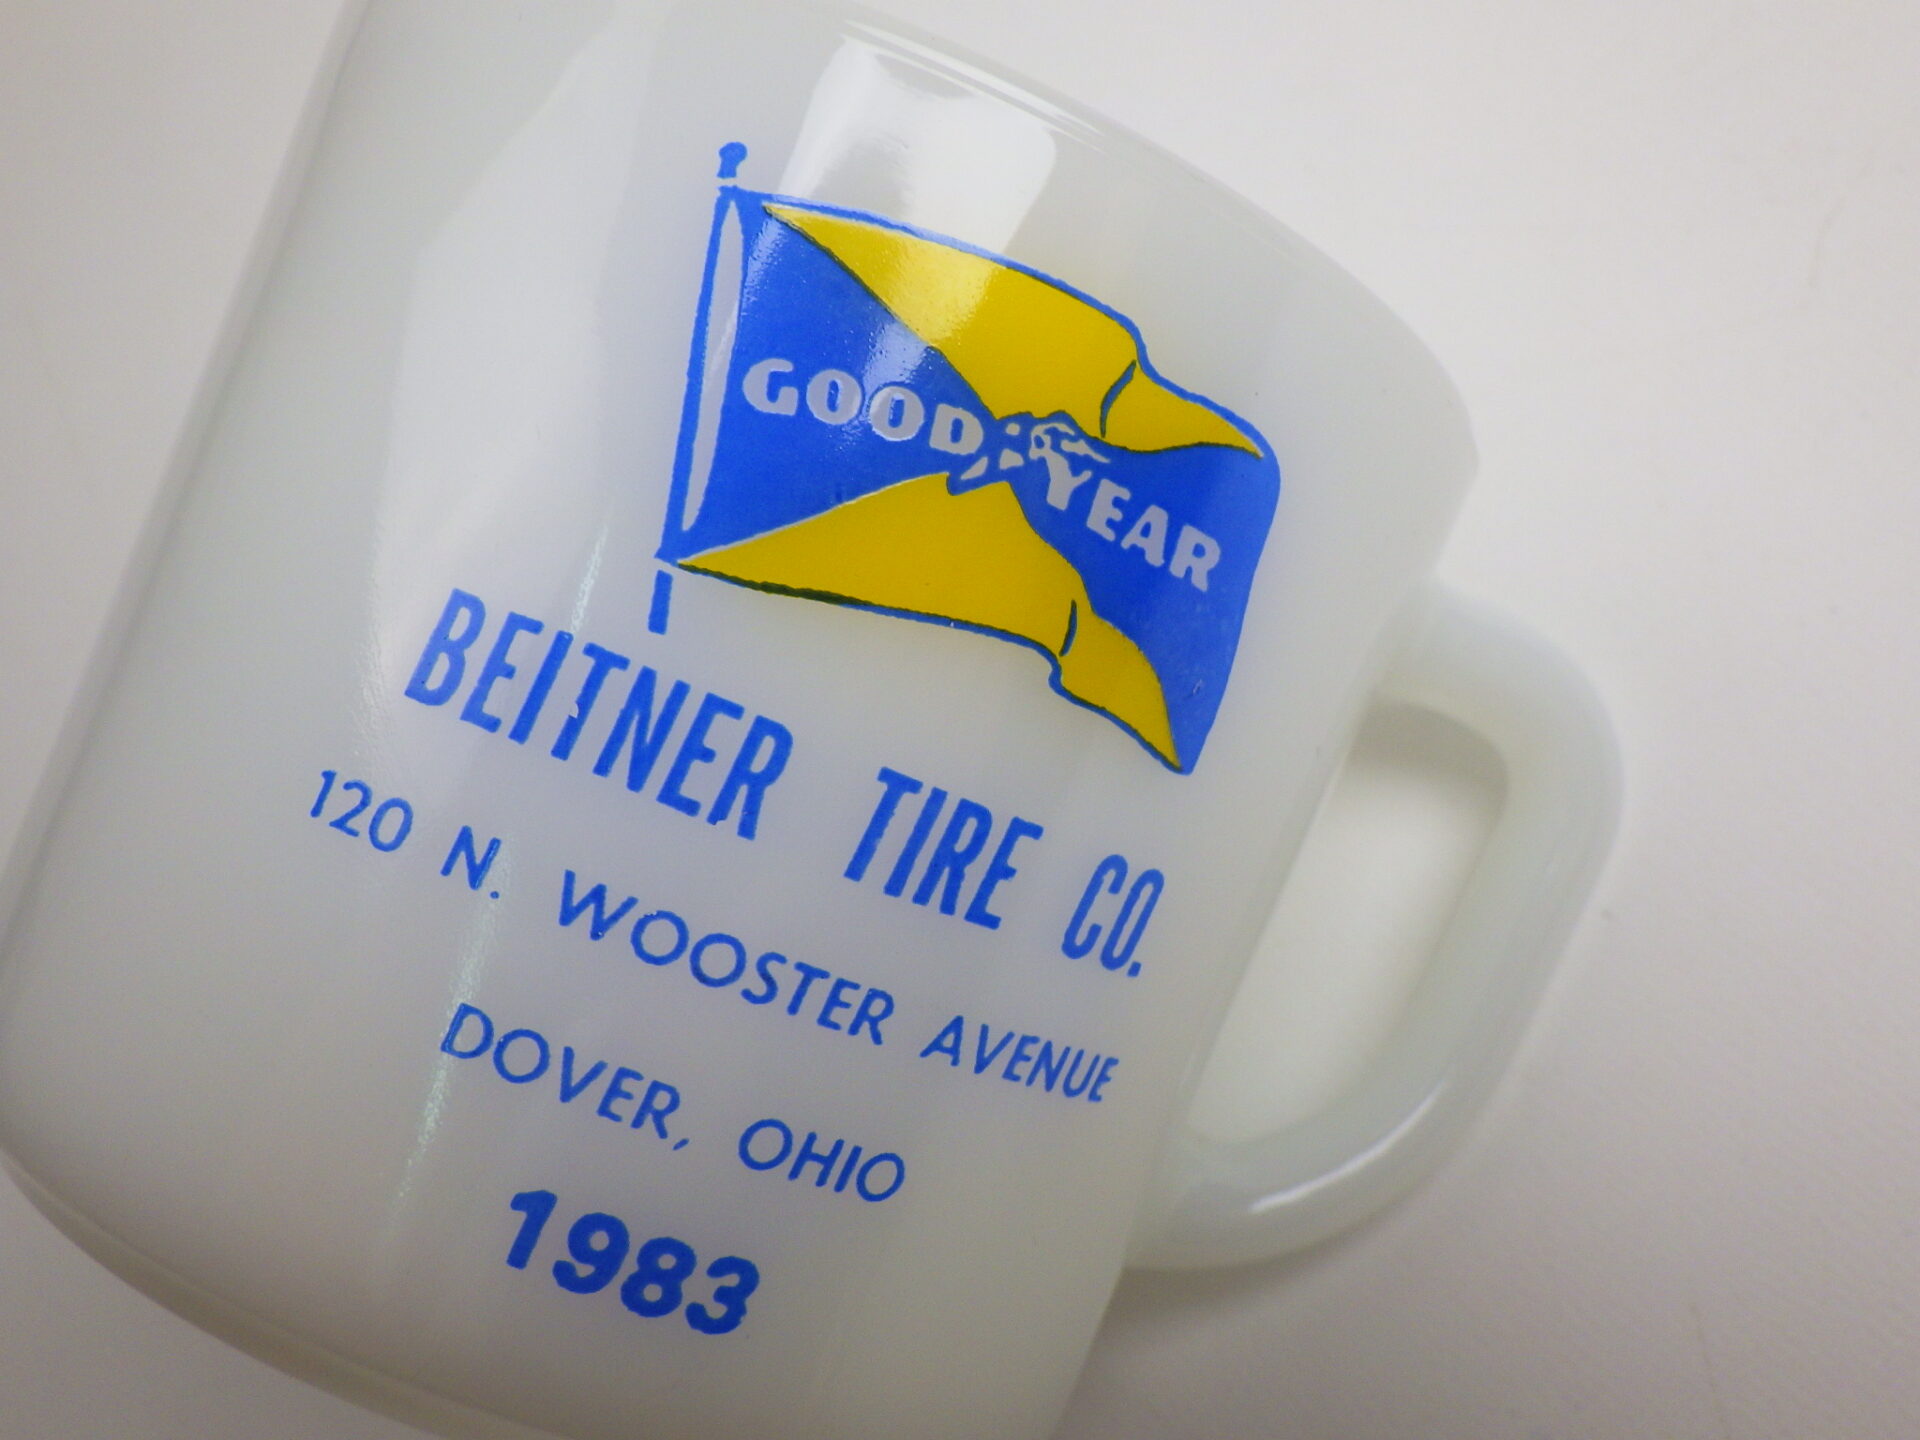 GOOD YEAR
BEITNER TIRE CO.
120 N. WOOSTER AVENUE
DOVER, OHIO
1983